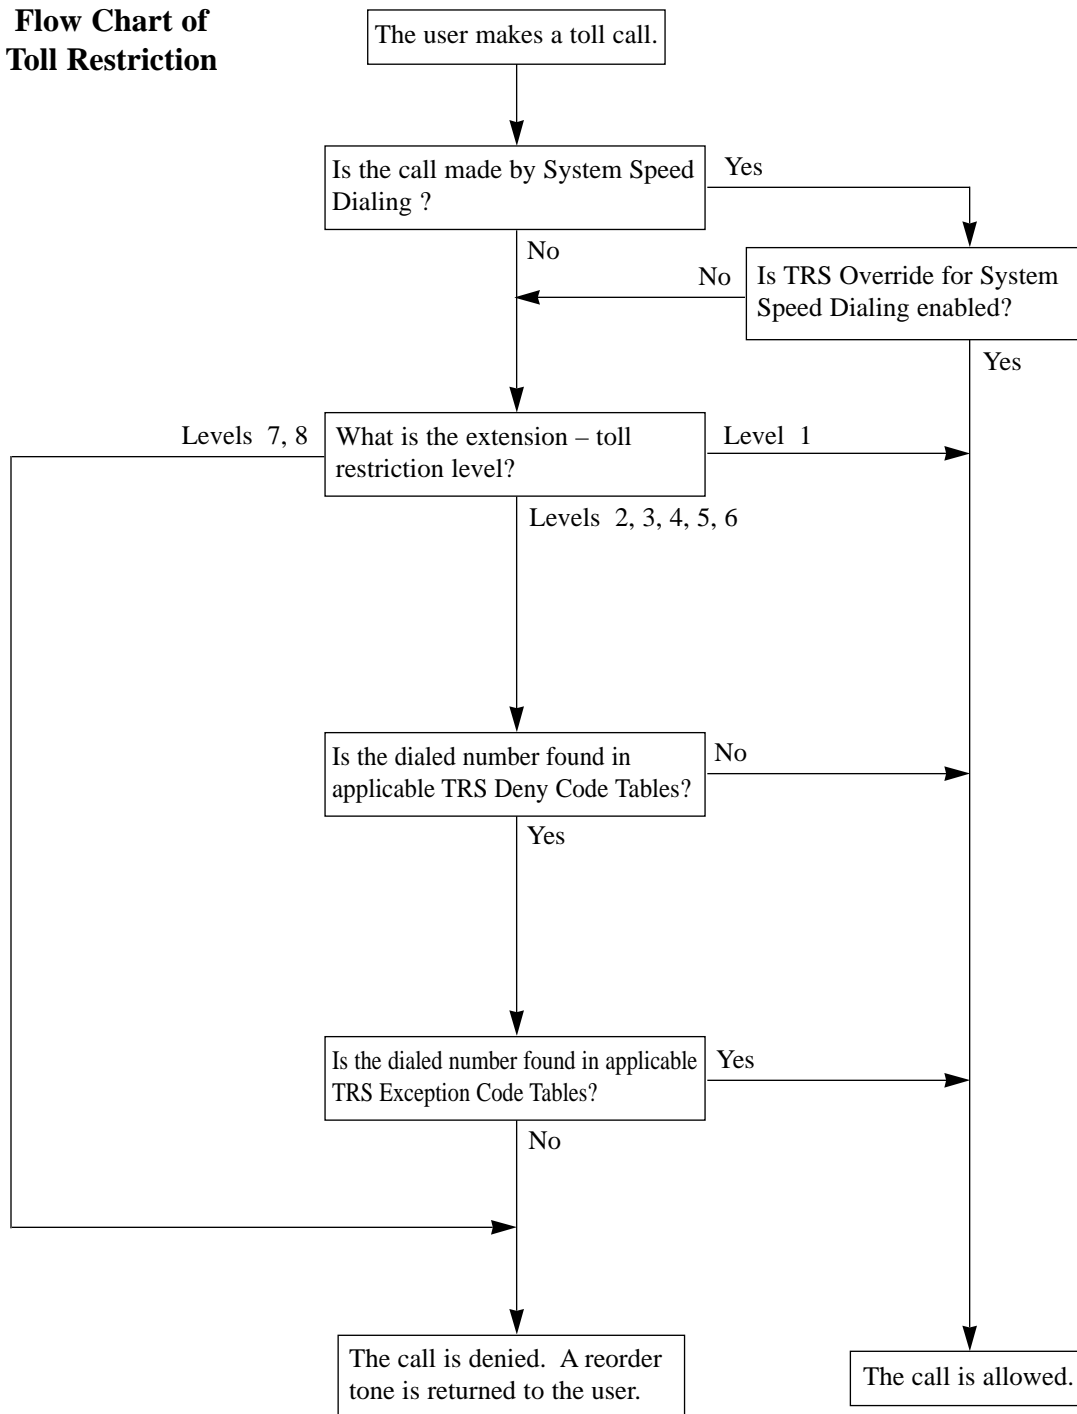 Flow Chart of
Toll Restriction
The user makes a toll call.
Is the call made by System Speed
Dialing ?
Yes
No
No
Is TRS Override for System
Speed Dialing enabled?
Yes
Levels 7, 8
What is the extension – toll
restriction level?
Level 1
Levels 2, 3, 4, 5, 6
Is the dialed number found in
applicable TRS Deny Code Tables?
No
Yes
Is the dialed number found in applicable
TRS Exception Code Tables?
Yes
No
The call is denied. A reorder
tone is returned to the user.
The call is allowed.